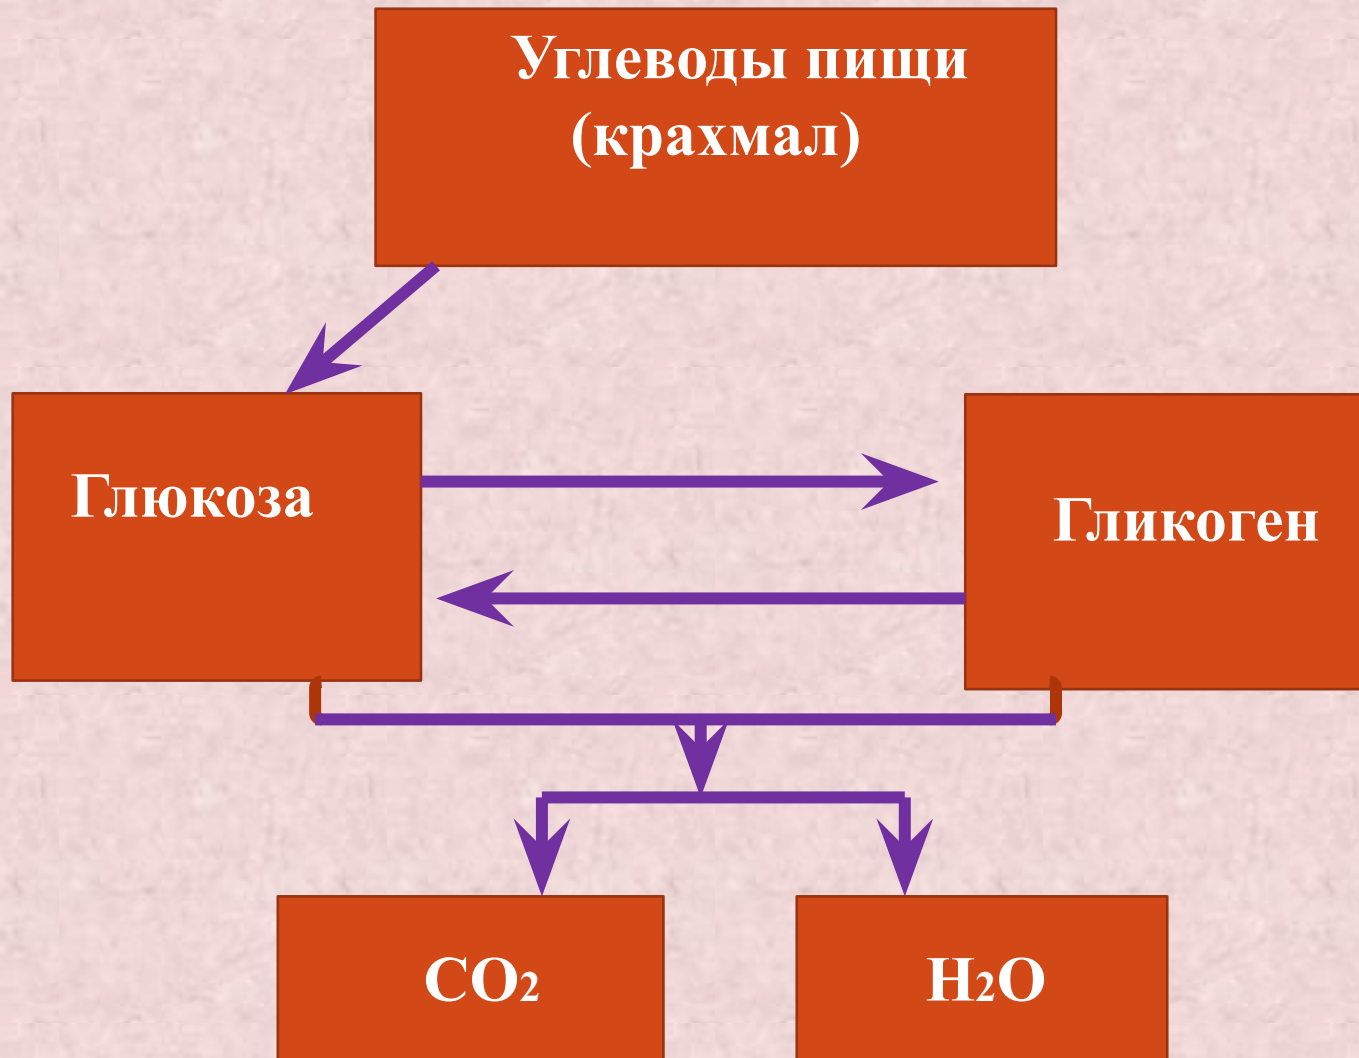 Углеводы пищи
(крахмал)
Глюкоза
Гликоген
CO₂
H₂O